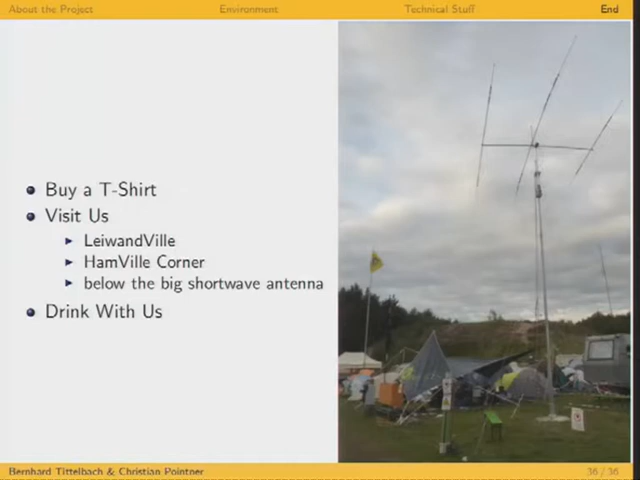 About the Project Environment Technical Stuff End
Buy a T-Shirt
Visit Us
LeiwandVille
HamVille Corner
below the big shortwave antenna
Drink With Us
Bernhard Tittelbach & Christian Pointner 36 / 36